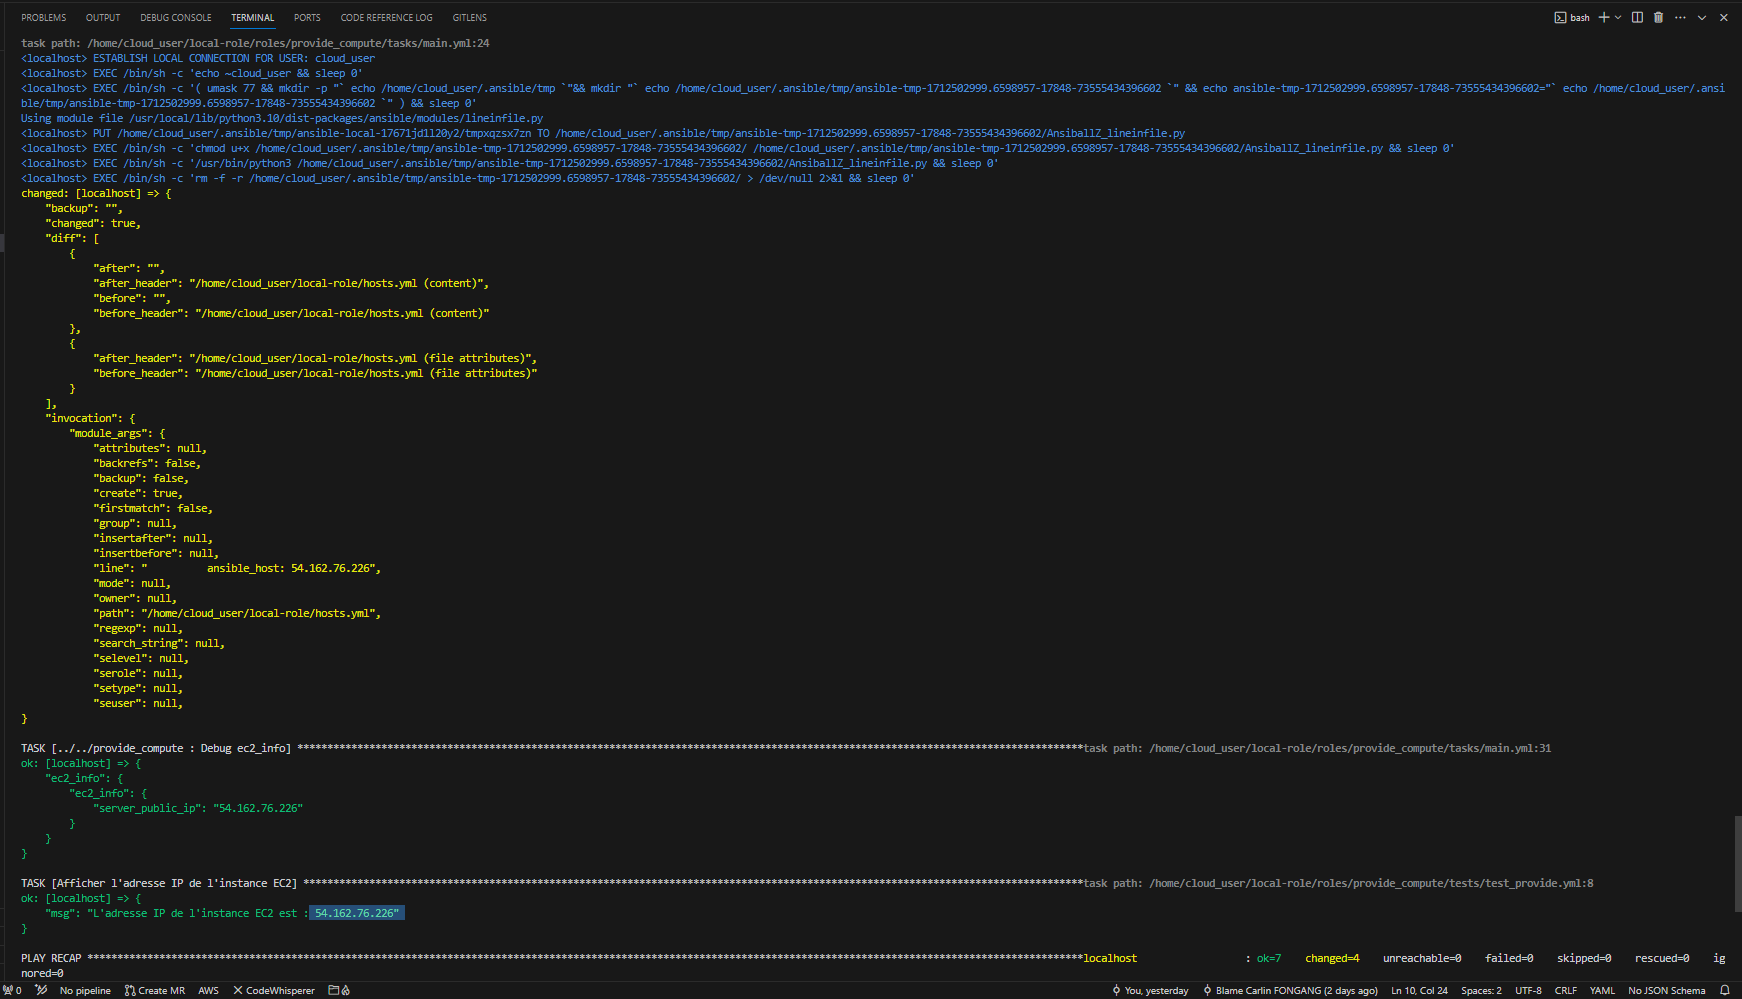 PROBLEMS OUTPUT DEBUG CONSOLE TERMINAL PORTS CODE REFERENCE LOG GITLENS bash
task path: /home/cloud_user/local-role/roles/provide_compute/tasks/main.yml:24
<localhost> ESTABLISH LOCAL CONNECTION FOR USER: cloud_user
<localhost> EXEC /bin/sh -c 'echo ~cloud_user && sleep 0'
<localhost> EXEC /bin/sh -c '( umask 77 && mkdir -p "` echo /home/cloud_user/.ansible/tmp `"&& mkdir "` echo /home/cloud_user/.ansible/tmp/ansible-tmp-1712502999.6598957-17848-73555434396602 `" && echo ansible-tmp-1712502999.6598957-17848-73555434396602="` echo /home/cloud_user/.ansi
ble/tmp/ansible-tmp-1712502999.6598957-17848-73555434396602 `" ) && sleep 0'
Using module file /usr/local/lib/python3.10/dist-packages/ansible/modules/lineinfile.py
<localhost> PUT /home/cloud_user/.ansible/tmp/ansible-local-17671jd1l20y2/tmpxqzsx7zn TO /home/cloud_user/.ansible/tmp/ansible-tmp-1712502999.6598957-17848-73555434396602/AnsiballZ_lineinfile.py
<localhost> EXEC /bin/sh -c 'chmod u+x /home/cloud_user/.ansible/tmp/ansible-tmp-1712502999.6598957-17848-73555434396602/ /home/cloud_user/.ansible/tmp/ansible-tmp-1712502999.6598957-17848-73555434396602/AnsiballZ_lineinfile.py && sleep 0'
<localhost> EXEC /bin/sh -c '/usr/bin/python3 /home/cloud_user/.ansible/tmp/ansible-tmp-1712502999.6598957-17848-73555434396602/AnsiballZ_lineinfile.py && sleep 0'
<localhost> EXEC /bin/sh -c 'rm -f -r /home/cloud_user/.ansible/tmp/ansible-tmp-1712502999.6598957-17848-73555434396602/ > /dev/null 2>&1 && sleep 0'
changed: [localhost] => {
"backup": "",
"changed": true,
"diff": [
{
"after": "",
"after_header": "/home/cloud_user/local-role/hosts.yml (content)",
"before": "",
"before_header": "/home/cloud_user/local-role/hosts.yml (content)"
},
{
"after_header": "/home/cloud_user/local-role/hosts.yml (file attributes)",
"before_header": "/home/cloud_user/local-role/hosts.yml (file attributes)"
}
],
"invocation": {
"module_args": {
"attributes": null,
"backrefs": false,
"backup": false,
"create": true,
"firstmatch": false,
"group": null,
"insertafter": null,
"insertbefore": null,
"line": "          ansible_host: 54.162.76.226",
"mode": null,
"owner": null,
"path": "/home/cloud_user/local-role/hosts.yml",
"regexp": null,
"search_string": null,
"selevel": null,
"serole": null,
"setype": null,
"seuser": null,
}
TASK [../../provide_compute : Debug ec2_info] ***********************************************************************************************************************************task path: /home/cloud_user/local-role/roles/provide_compute/tasks/main.yml:31
ok: [localhost] => {
"ec2_info": {
"ec2_info": {
"server_public_ip": "54.162.76.226"
}
}
}
TASK [Afficher l'adresse IP de l'instance EC2] **********************************************************************************************************************************task path: /home/cloud_user/local-role/roles/provide_compute/tests/test_provide.yml:8
ok: [localhost] => {
"msg": "L'adresse IP de l'instance EC2 est : 54.162.76.226"
}
PLAY RECAP **********************************************************************************************************************************************************************localhost : ok=7 changed=4 unreachable=0 failed=0 skipped=0 rescued=0 ig
nored=0
0 No pipeline Create MR AWS CodeWhisperer You, yesterday Blame Carlin FONGANG (2 days ago) Ln 10, Col 24 Spaces: 2 UTF-8 CRLF YAML No JSON Schema